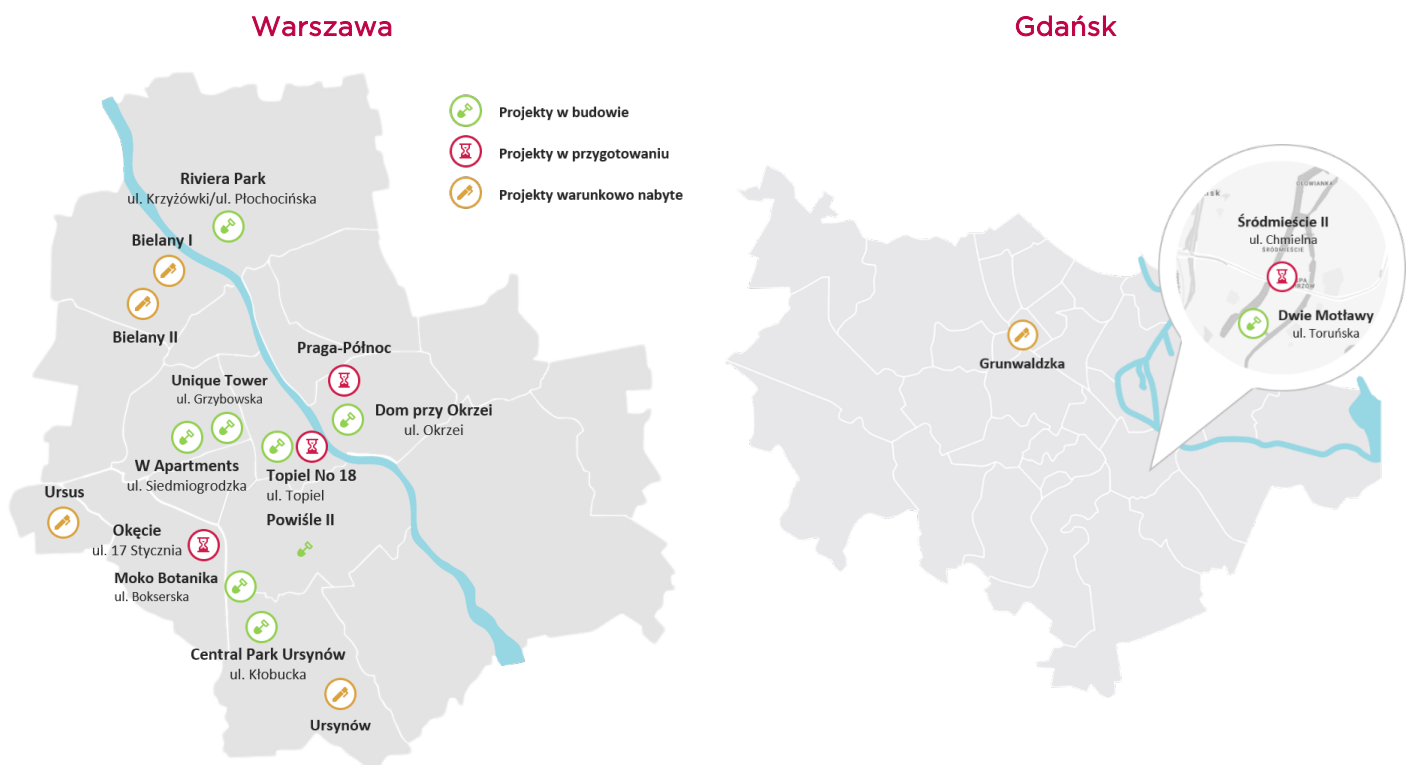 Warszawa
Projekty w budowie
Projekty w przygotowaniu
Projekty warunkowo nabyte
Riviera Park
ul. Krzyżówki/ul. Płochocińska
Bielany I
Bielany II
Praga-Północ
Unique Tower
ul. Grzybowska
Dom przy Okrzei
ul. Okrzei
W Apartments
ul. Siedmiogrodzka
Topiel No 18
ul. Topiel
Powiśle II
Ursus
Okęcie
ul. 17 Stycznia
Moko Botanika
ul. Bokserska
Central Park Ursynów
ul. Kłobucka
Ursynów
Gdańsk
OŁOWIANKA
Śródmieście II
ul. Chmielna
ŚRÓDMIEŚCIE
Dwie Motławy
ul. Toruńska
Grunwaldzka